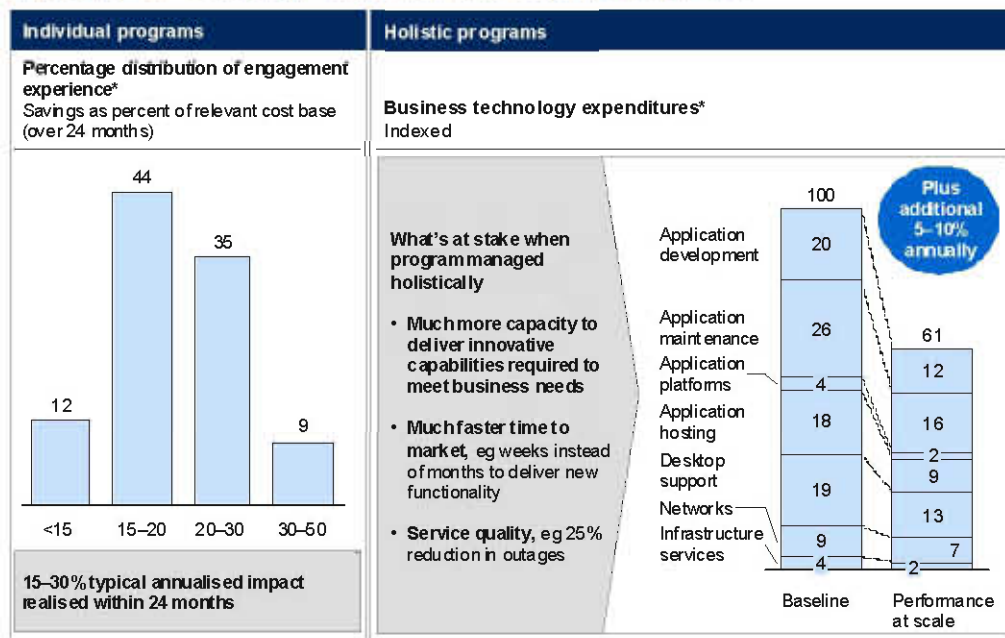 Individual programs
Percentage distribution of engagement
experience*
Savings as percent of relevant cost base
(over 24 months)
44
35
12
9
<15
15–20
20–30
30–50
15–30% typical annualised impact
realised within 24 months
Holistic programs
Business technology expenditures*
Indexed
What's at stake when
program managed
holistically
• Much more capacity to
deliver innovative
capabilities required to
meet business needs
• Much faster time to
market, eg weeks instead
of months to deliver new
functionality
• Service quality, eg 25%
reduction in outages
Plus
additional
5–10%
annually
Application
development
Application
maintenance
Application
platforms
Application
hosting
Desktop
support
Networks
Infrastructure
services
100
20
26
4
18
19
9
4
Baseline
61
12
16
2
9
13
7
2
Performance
at scale